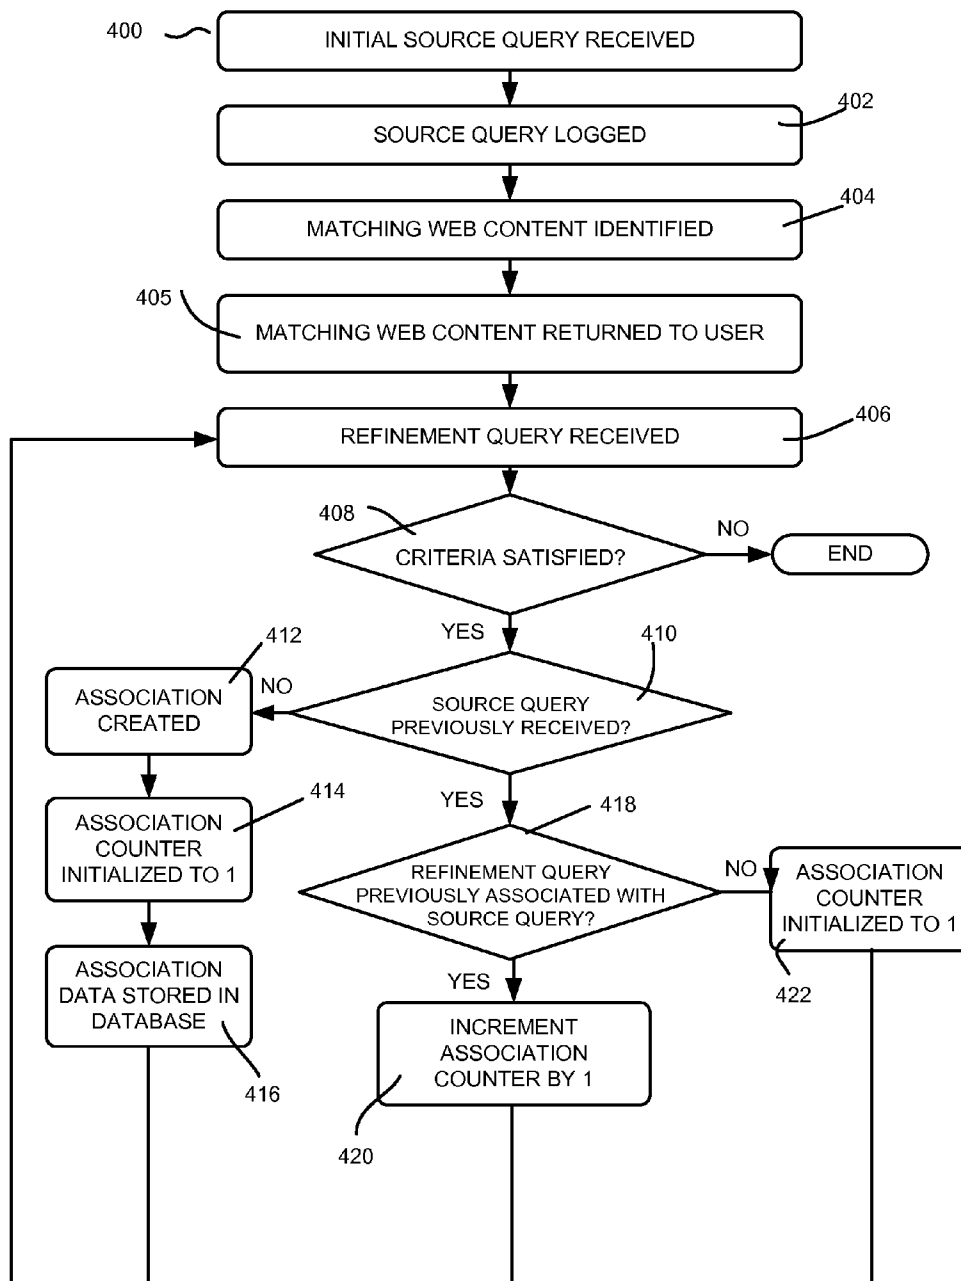 400
INITIAL SOURCE QUERY RECEIVED
402
SOURCE QUERY LOGGED
404
MATCHING WEB CONTENT IDENTIFIED
405
MATCHING WEB CONTENT RETURNED TO USER
406
REFINEMENT QUERY RECEIVED
408
CRITERIA SATISFIED?
NO
END
YES
410
SOURCE QUERY
PREVIOUSLY RECEIVED?
NO
412
ASSOCIATION
CREATED
414
ASSOCIATION
COUNTER
INITIALIZED TO 1
ASSOCIATION
DATA STORED IN
DATABASE
416
YES
418
REFINEMENT QUERY
PREVIOUSLY ASSOCIATED WITH
SOURCE QUERY?
NO
ASSOCIATION
COUNTER
INITIALIZED TO 1
422
YES
INCREMENT
ASSOCIATION
COUNTER BY 1
420